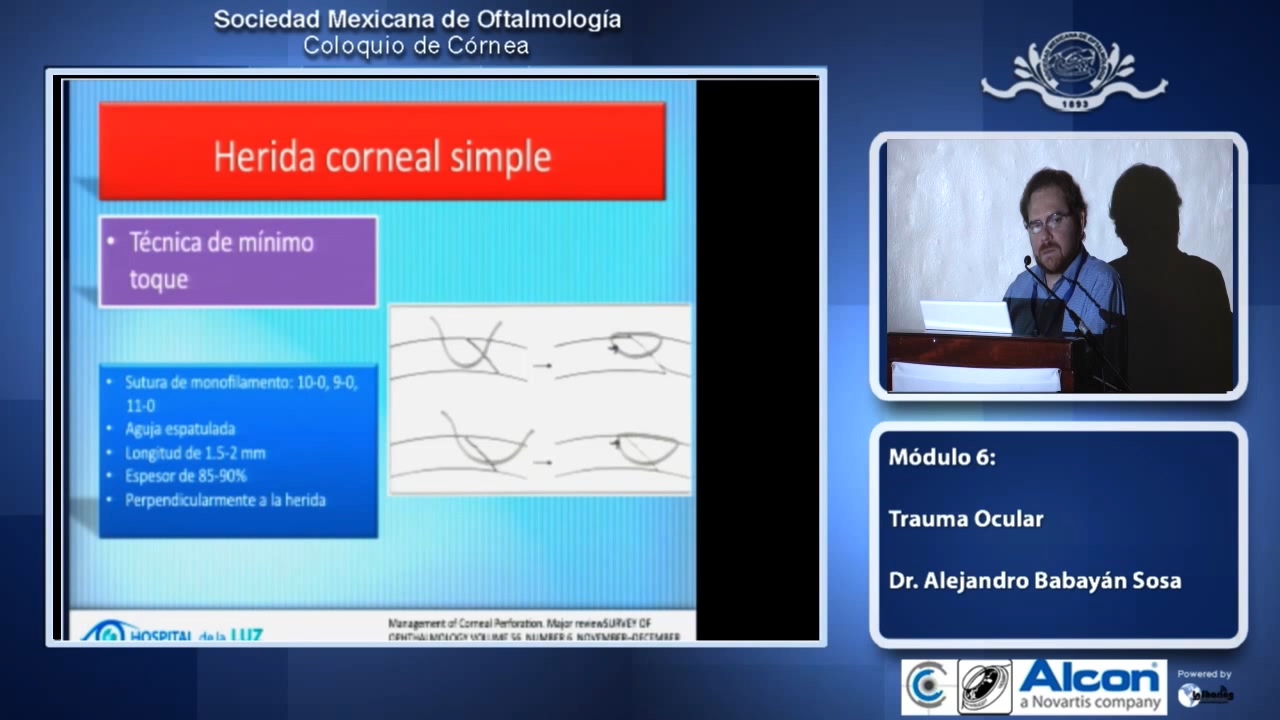 Sociedad Mexicana de Oftalmología
Coloquio de Córnea
Herida corneal simple
• Técnica de mínimo
toque
• Sutura de monofilamento: 10-0, 9-0,
11-0
• Aguja espatulada
• Longitud de 1.5-2 mm
• Espesor de 85-90%
• Perpendicularmente a la herida
HOSPITAL de la LUZ
Management of Corneal Perforation. Major reviewSURVEY OF
OPHTHALMOLOGY VOLUME 56, NUMBER 6, NOVEMBER-DECEMBER
1893
Módulo 6:
Trauma Ocular
Dr. Alejandro Babayán Sosa
Alcon
a Novartis company
Powered by